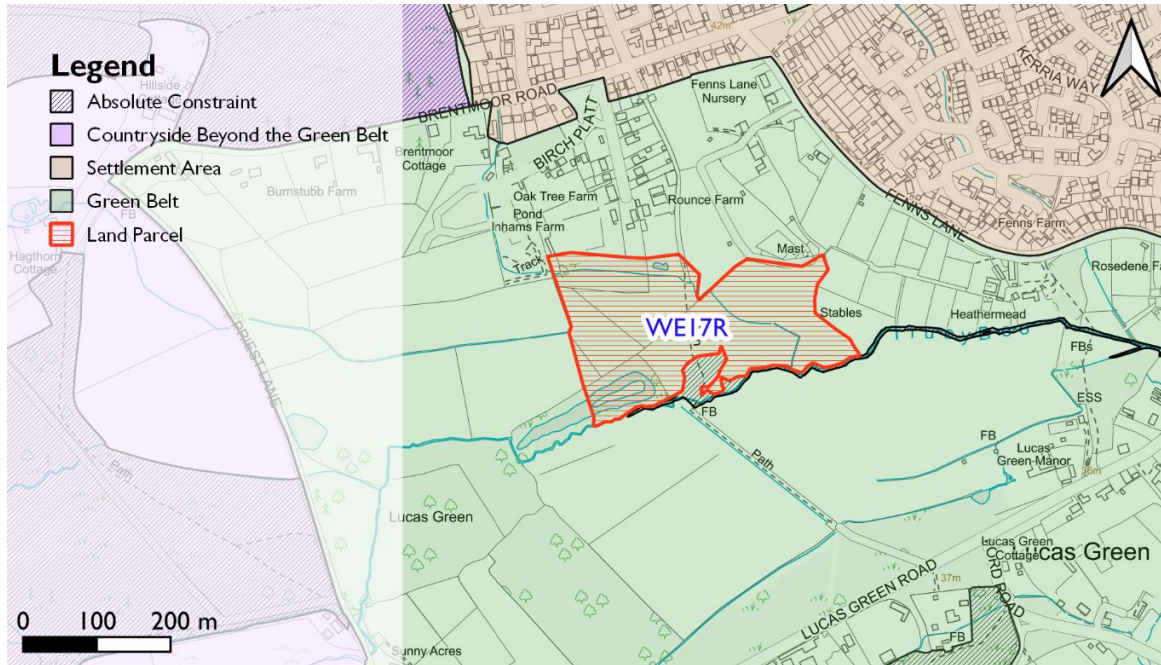 Legend
Absolute Constraint
Countryside Beyond the Green Belt
Settlement Area
Green Belt
Land Parcel
42m
KERRIA WAY
Hillside
BRENTMOOR ROAD
BIRCH PLATT
Fenns Lane
Nursery
Brentmoor
Cottage
Burnstubb Farm
FB
Oak Tree Farm
Pond
Inhams Farm
Rounce Farm
FENNS LANE
Fenns Farm
Hagthorn
Cottage
Track
Mast
Rosedene
Stables
Heathermead
WE17R
PRIEST LANE
FBs
ESS
FB
FB
Path
Path
Lucas
Green Manor
36m
Lucas Green
Lucas Green
Cottage
Lucas Green
37m
LUCAS GREEN ROAD
FB
Sunny Acres
0 100 200 m